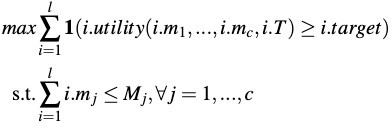 max ∑_{i=1}^{l} 1(i.utility(i.m_1,...,i.m_c,i.T) ≥ i.target)
s.t. ∑_{i=1}^{l} i.m_j ≤ M_j, ∀j = 1,...,c